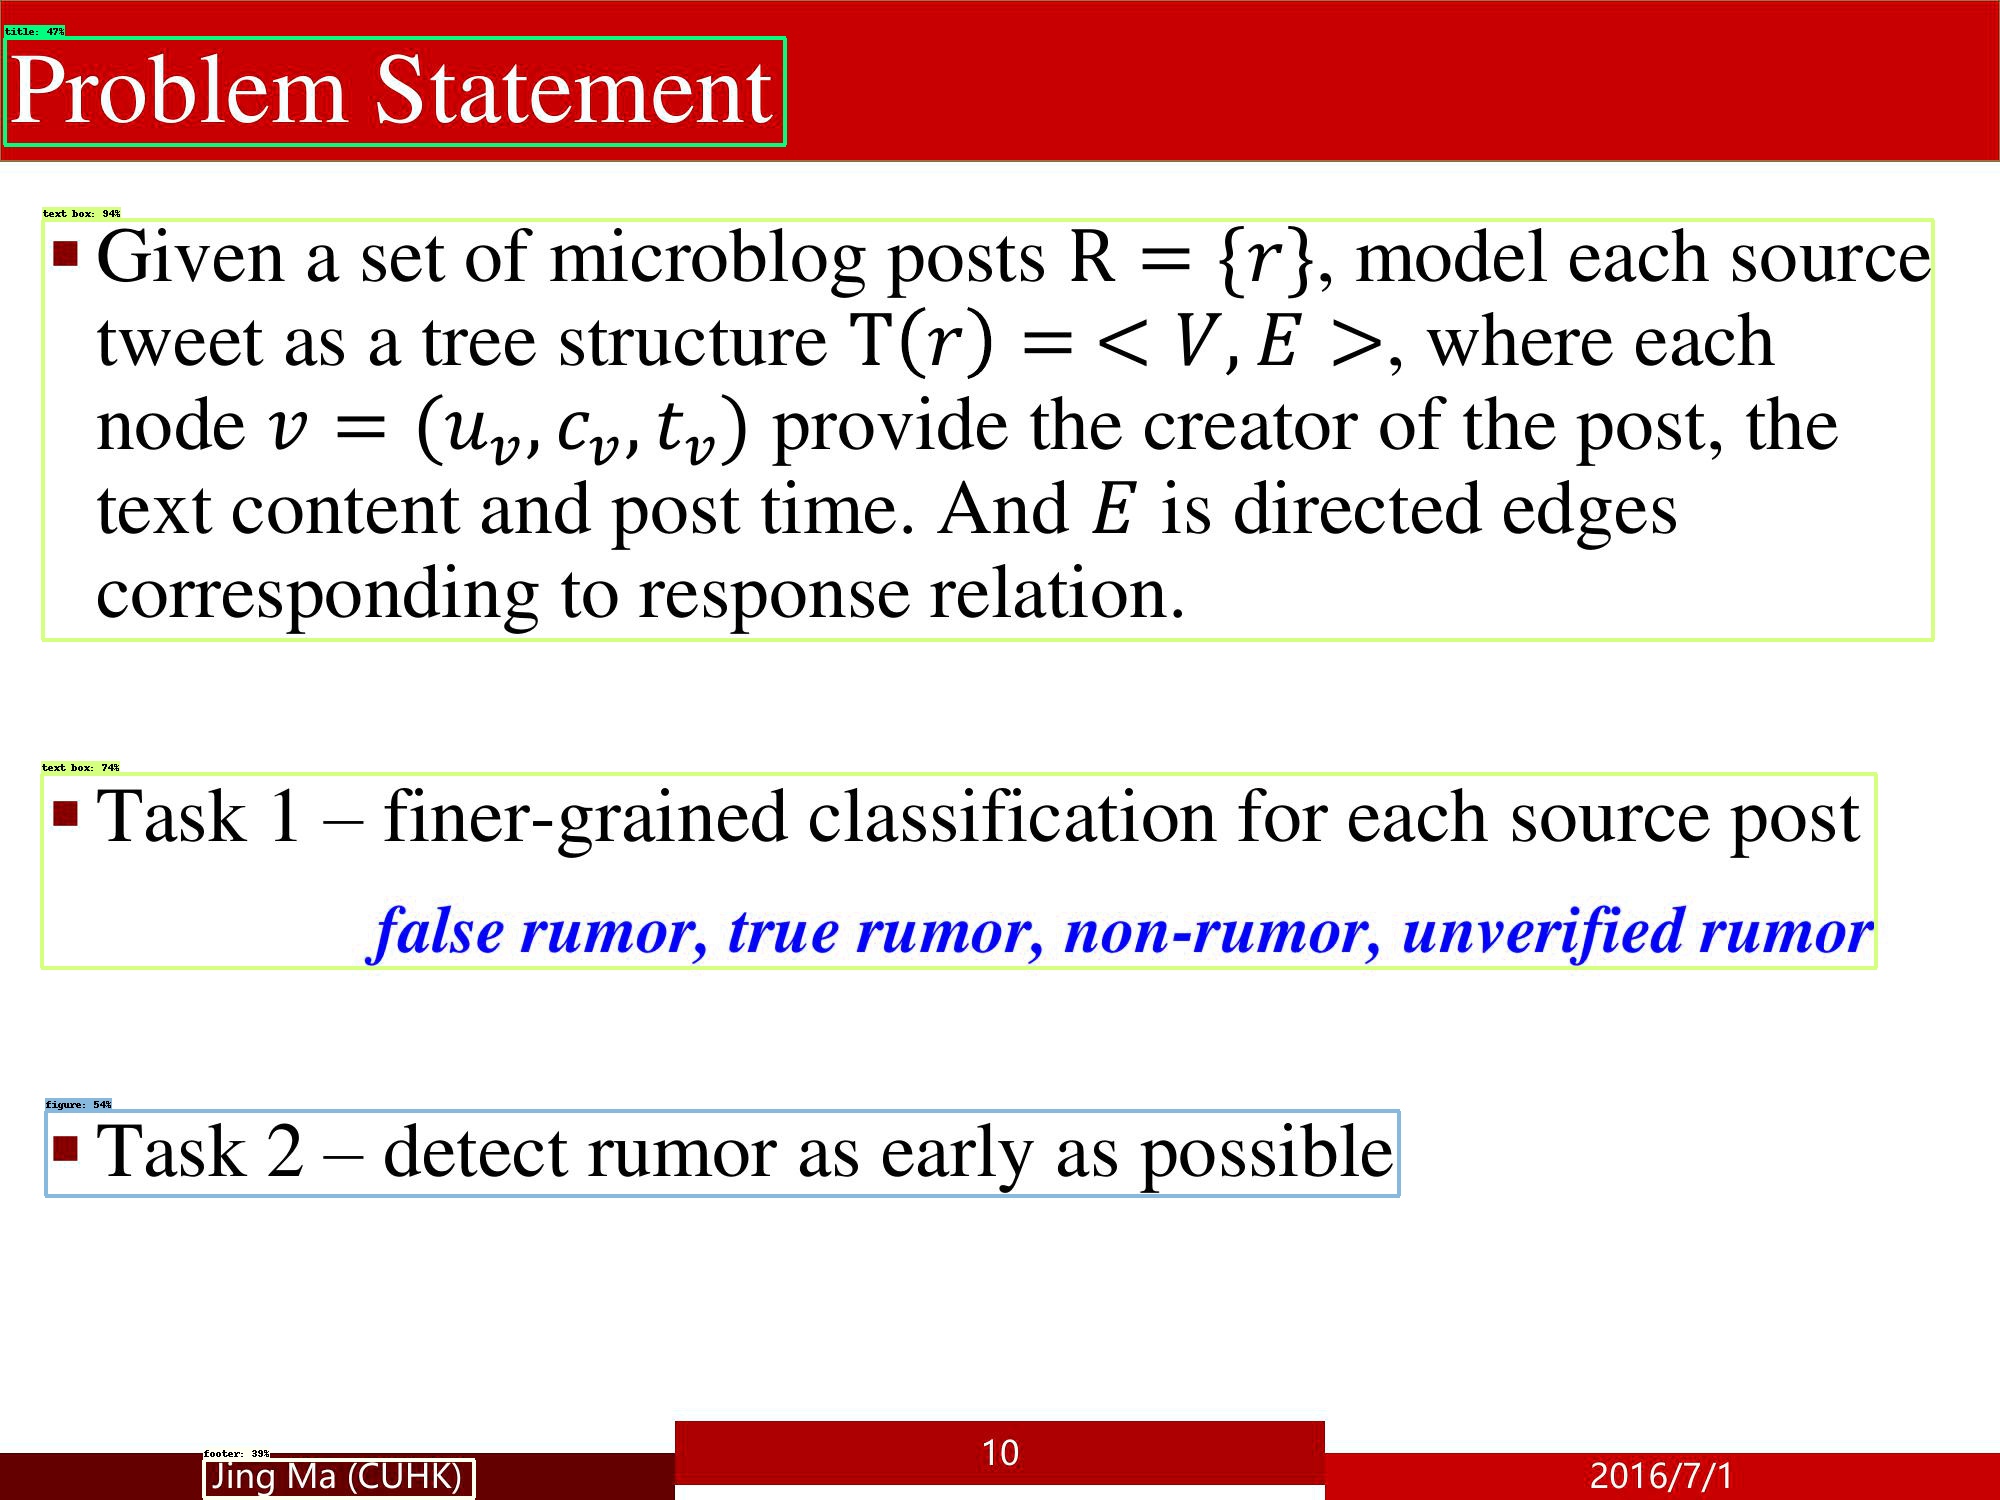 title: 47%
Problem Statement
text box: 94%
▪ Given a set of microblog posts R = {r}, model each source
tweet as a tree structure T(r) = < V, E >, where each
node v = (u_v, c_v, t_v) provide the creator of the post, the
text content and post time. And E is directed edges
corresponding to response relation.
text box: 74%
▪ Task 1 – finer-grained classification for each source post
false rumor, true rumor, non-rumor, unverified rumor
figure: 54%
▪ Task 2 – detect rumor as early as possible
footer: 39%
Jing Ma (CUHK)
10
2016/7/1